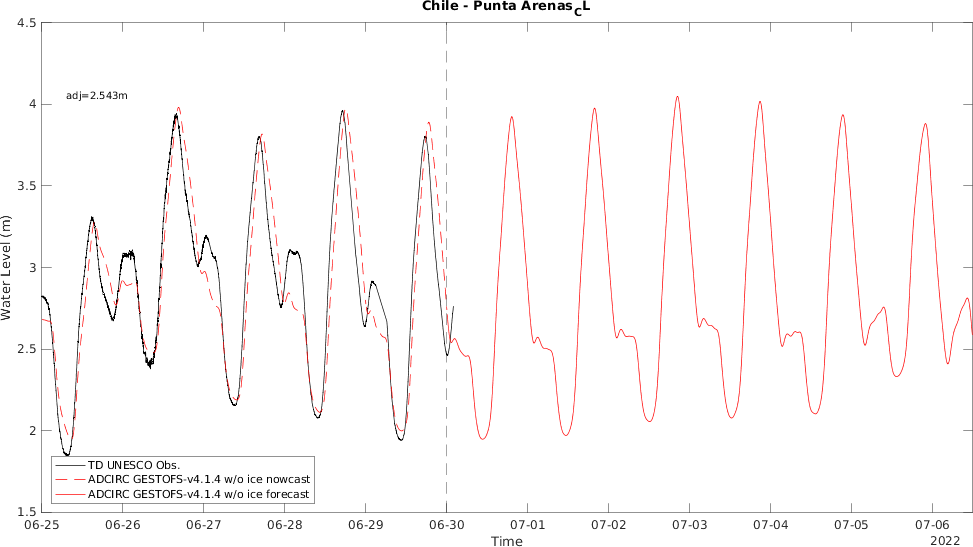 Chile - Punta Arenas_CL
4.5
4
3.5
3
2.5
2
1.5
Water Level (m)
adj=2.543m
TD UNESCO Obs.
ADCIRC GESTOFS-v4.1.4 w/o ice nowcast
ADCIRC GESTOFS-v4.1.4 w/o ice forecast
06-25 06-26 06-27 06-28 06-29 06-30 07-01 07-02 07-03 07-04 07-05 07-06
Time
2022